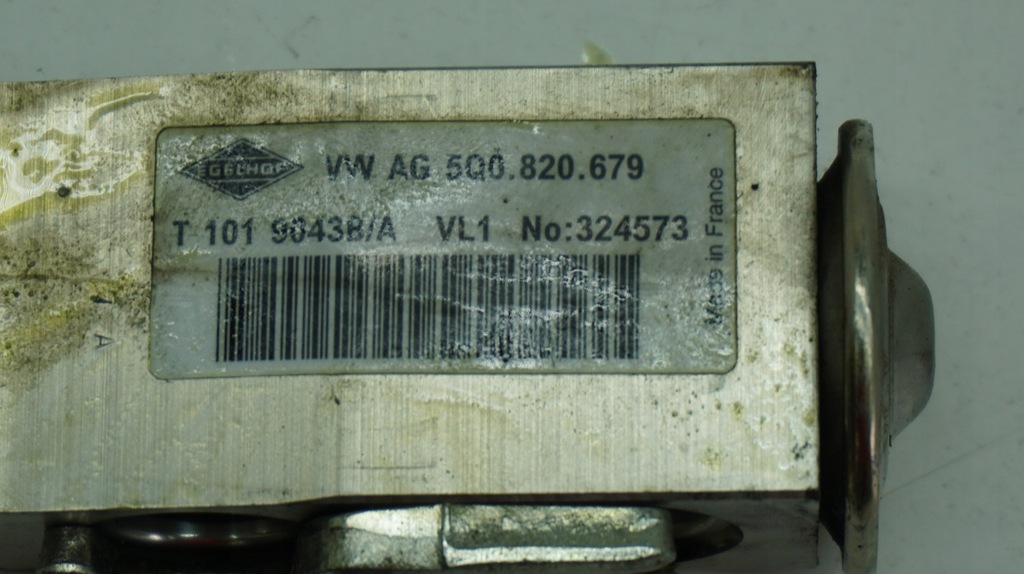 VW AG 5Q0.820.679
T 101 98438/A VL1 No:324573
Made in France
A